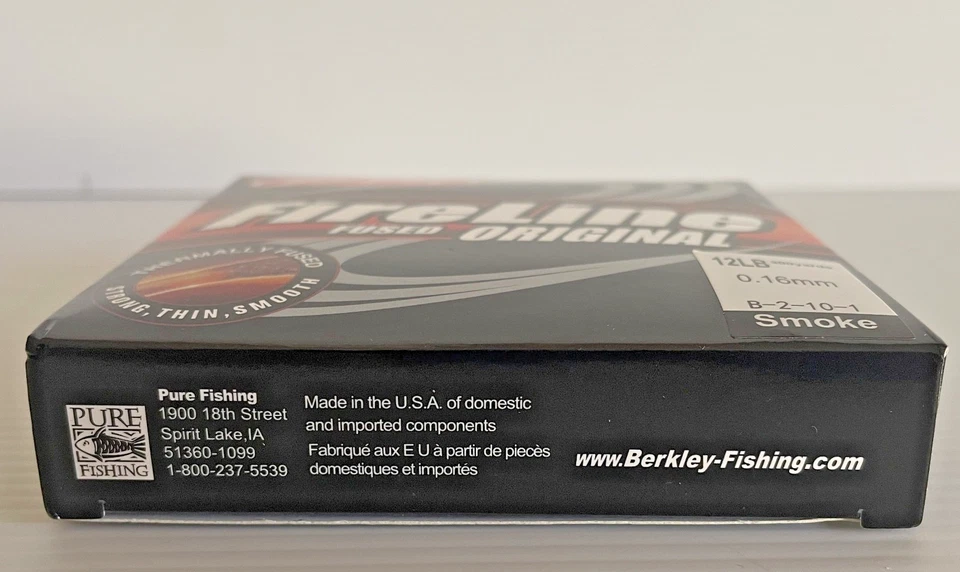 FireLine
FUSED ORIGINAL
THERMALLY FUSED
STRONG, THIN, SMOOTH
12LB
0.16mm
B-2-10-1
Smoke
PURE
FISHING
Pure Fishing
1900 18th Street
Spirit Lake,IA
51360-1099
1-800-237-5539
Made in the U.S.A. of domestic
and imported components
Fabriqué aux E U à partir de piecès
domestiques et importés
www.Berkley-Fishing.com